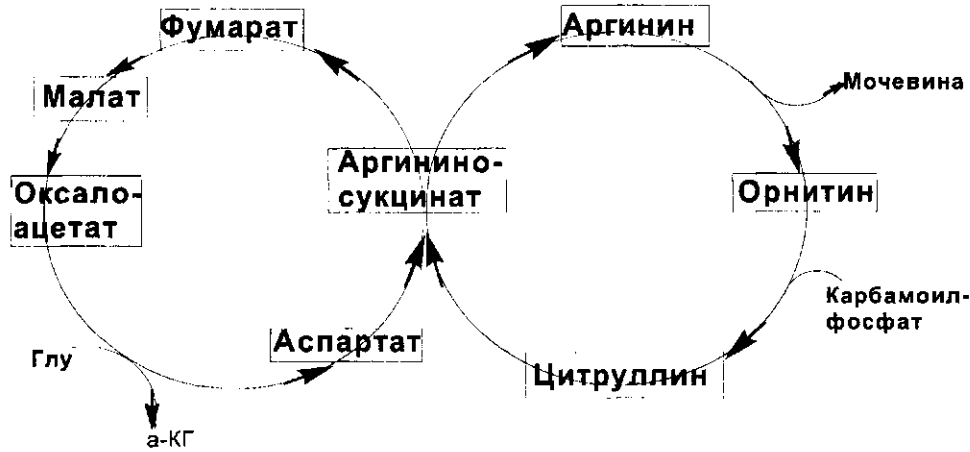 Фумарат
Аргинин
Малат
Мочевина
Аргинино-
сукцинат
Оксало-
ацетат
Орнитин
Карбамоил-
фосфат
Глу
Аспартат
Цитруллин
а-КГ